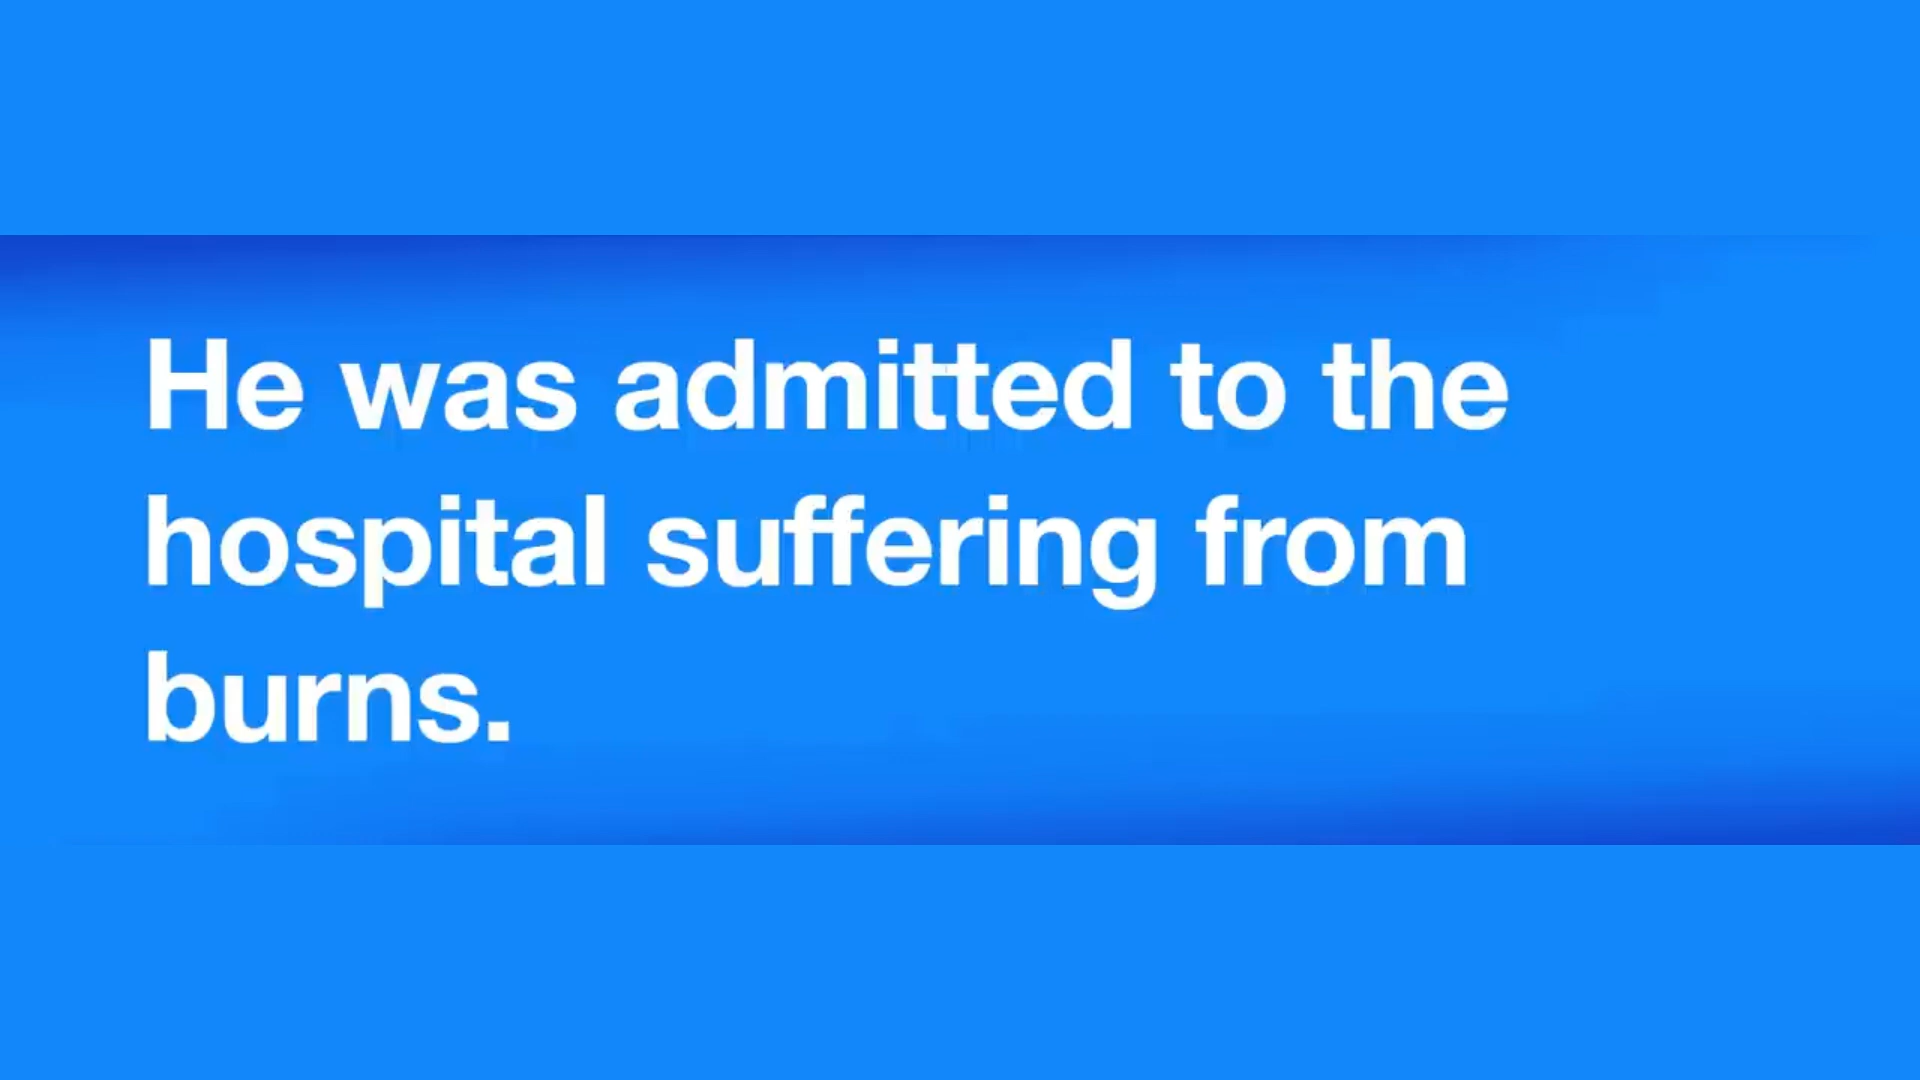 He was admitted to the
hospital suffering from
burns.